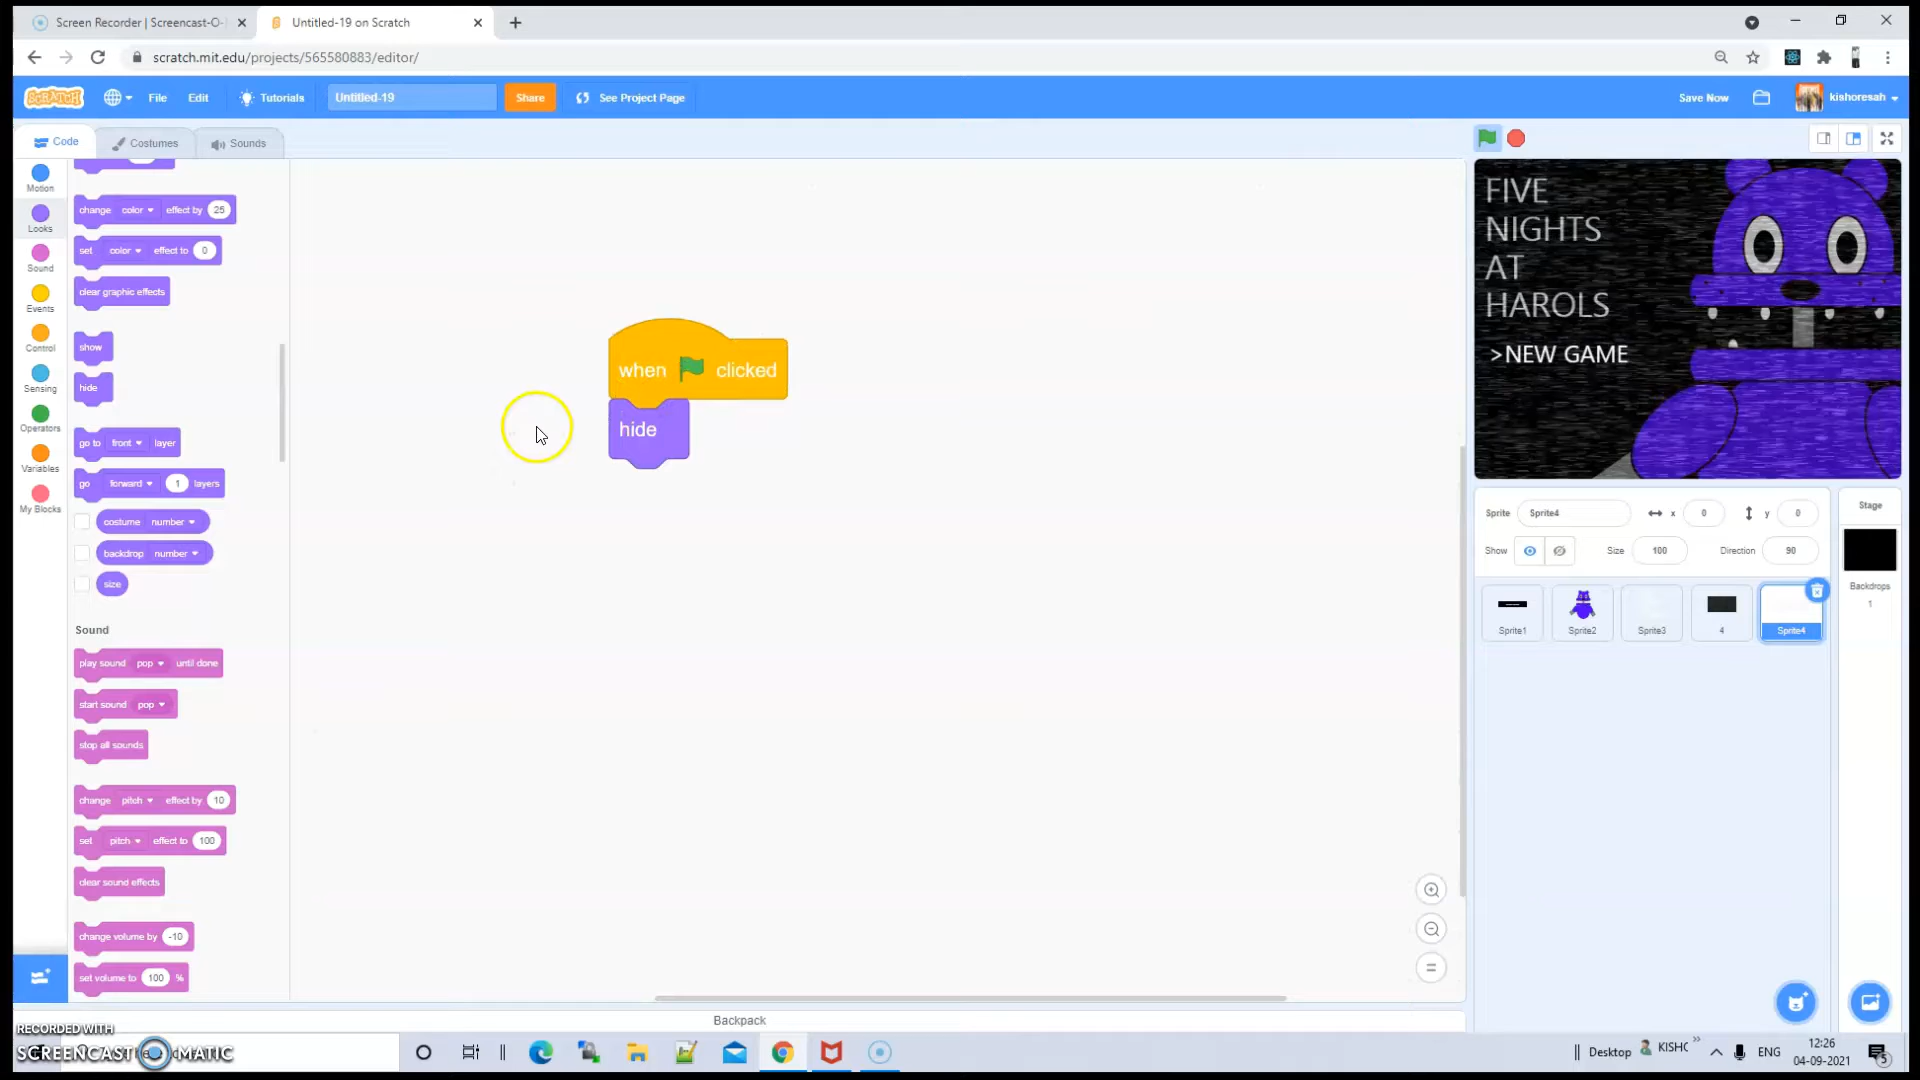 Screen Recorder | Screencast-O-
Untitled-19 on Scratch
scratch.mit.edu/projects/565580883/editor/
SCRATCH
File
Edit
Tutorials
Untitled-19
Share
See Project Page
Save Now
kishoresah
Code
Costumes
Sounds
Motion
Looks
Sound
Events
Control
Sensing
Operators
Variables
My Blocks
change color effect by 25
set color effect to 0
clear graphic effects
show
hide
go to front layer
go forward 1 layers
costume number
backdrop number
size
Sound
play sound pop until done
start sound pop
stop all sounds
change pitch effect by 10
set pitch effect to 100
clear sound effects
change volume by -10
set volume to 100 %
when clicked
hide
FIVE
NIGHTS
AT
HAROLS
>NEW GAME
Sprite Sprite4 x 0 y 0
Show Size 100 Direction 90
Sprite1
Sprite2
Sprite3
4
Sprite4
Stage
Backdrops
1
Backpack
RECORDED WITH
SCREENCAST MATIC
Desktop
KISHC
ENG
12:26
04-09-2021
5